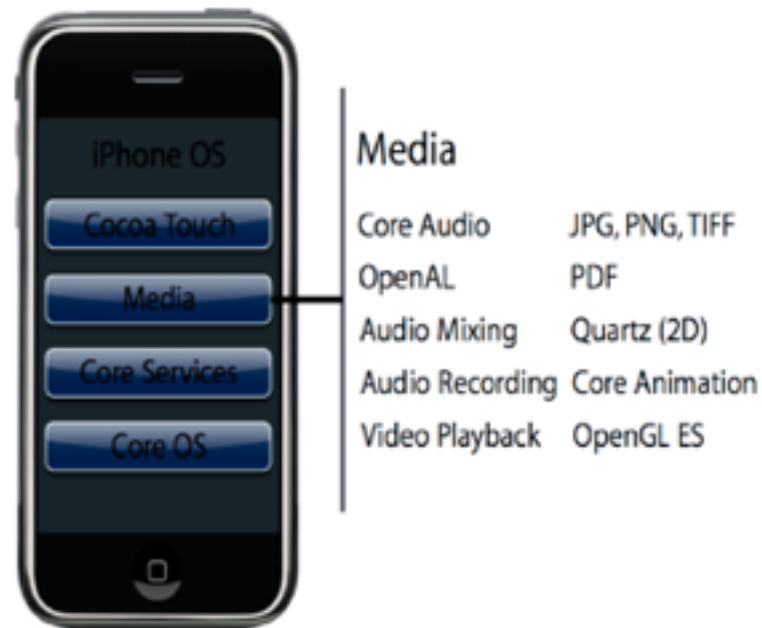 iPhone OS
Cocoa Touch
Media
Core Services
Core OS
Media
Core Audio JPG, PNG, TIFF
OpenAL PDF
Audio Mixing Quartz (2D)
Audio Recording Core Animation
Video Playback OpenGL ES